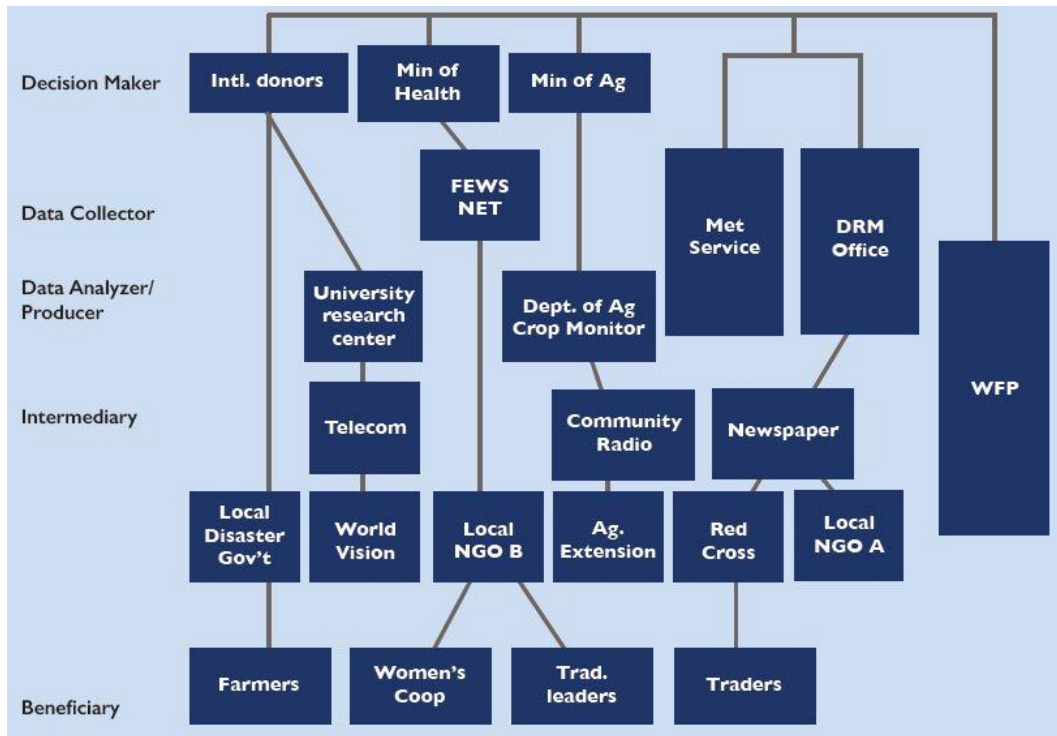 Decision Maker
Intl. donors
Min of
Health
Min of Ag
Data Collector
FEWS
NET
Met
Service
DRM
Office
Data Analyzer/
Producer
University
research
center
Dept. of Ag
Crop Monitor
WFP
Intermediary
Telecom
Community
Radio
Newspaper
Local
Disaster
Gov't
World
Vision
Local
NGO B
Ag.
Extension
Red
Cross
Local
NGO A
Beneficiary
Farmers
Women's
Coop
Trad.
leaders
Traders